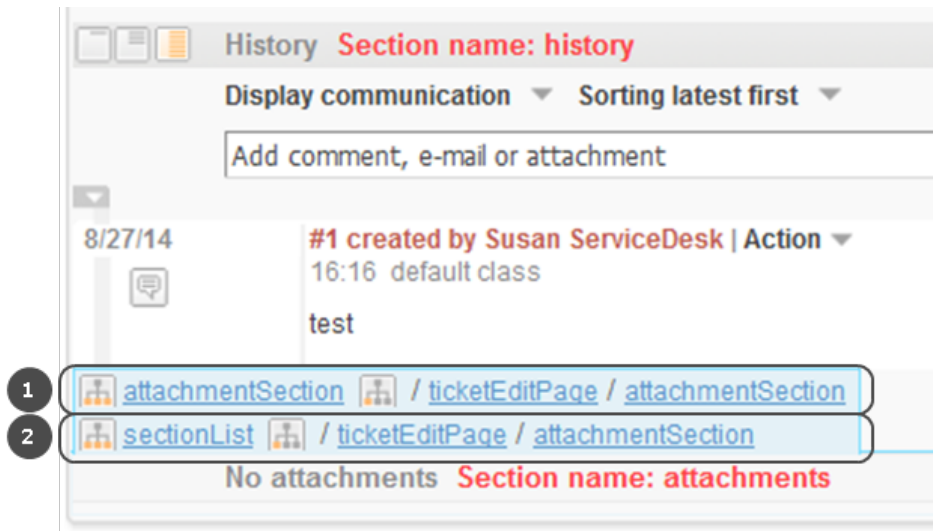 History Section name: history
Display communication Sorting latest first
Add comment, e-mail or attachment
8/27/14 #1 created by Susan ServiceDesk | Action
16:16 default class
test
1 attachmentSection / ticketEditPage / attachmentSection
2 sectionList / ticketEditPage / attachmentSection
No attachments Section name: attachments